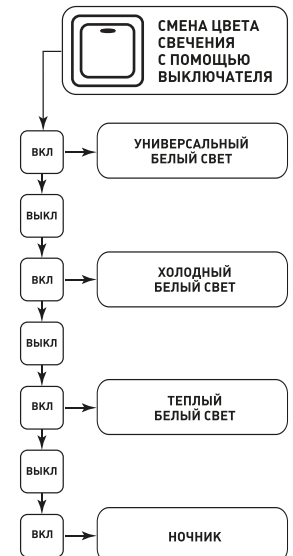 СМЕНА ЦВЕТА
СВЕЧЕНИЯ
С ПОМОЩЬЮ
ВЫКЛЮЧАТЕЛЯ
ВКЛ
УНИВЕРСАЛЬНЫЙ
БЕЛЫЙ СВЕТ
ВЫКЛ
ВКЛ
ХОЛОДНЫЙ
БЕЛЫЙ СВЕТ
ВЫКЛ
ВКЛ
ТЕПЛЫЙ
БЕЛЫЙ СВЕТ
ВЫКЛ
ВКЛ
НОЧНИК